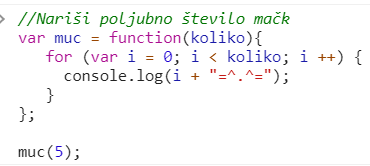 //Nariši poljubno število mačk
var muc = function(koliko){
   for (var i = 0; i < koliko; i ++) {
     console.log(i + "=^.^=");
   }
};

muc(5);